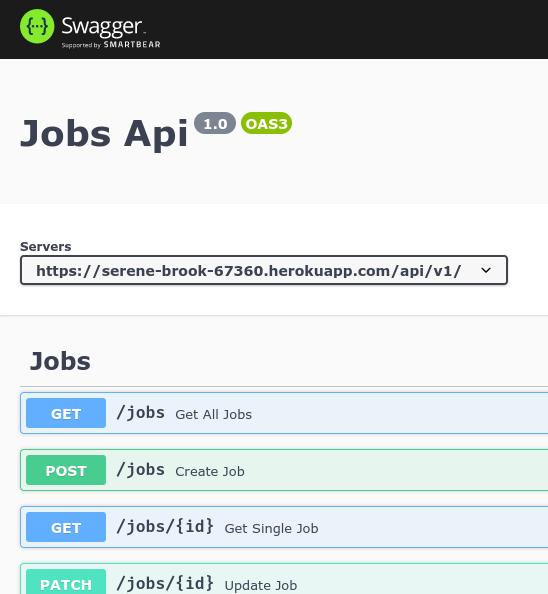 {···} Swagger
Supported by SMARTBEAR
Jobs Api 1.0 OAS3
Servers
https://serene-brook-67360.herokuapp.com/api/v1/
Jobs
GET /jobs Get All Jobs
POST /jobs Create Job
GET /jobs/{id} Get Single Job
PATCH /jobs/{id} Update Job